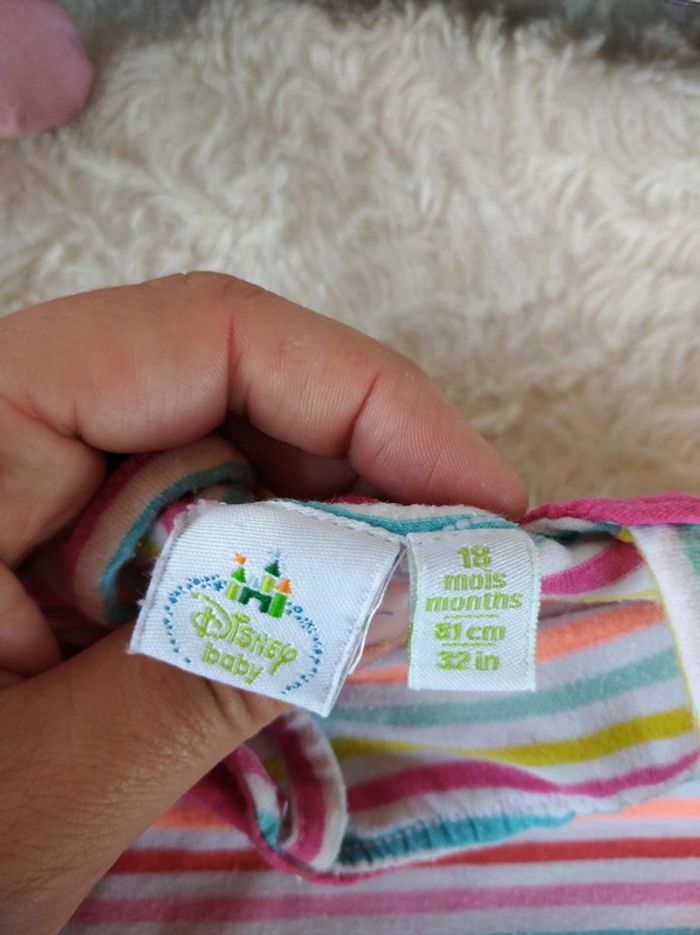 Disney
baby
18
mois
months
81 cm
32 in